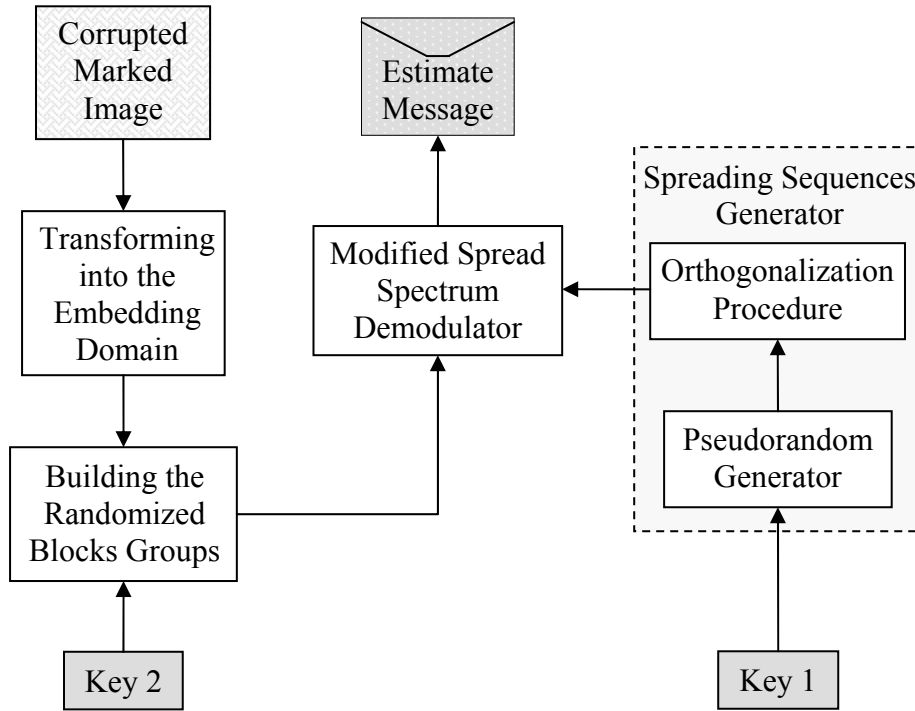 Corrupted
Marked
Image
Estimate
Message
Spreading Sequences
Generator
Transforming
into the
Embedding
Domain
Modified Spread
Spectrum
Demodulator
Orthogonalization
Procedure
Building the
Randomized
Blocks Groups
Pseudorandom
Generator
Key 2
Key 1